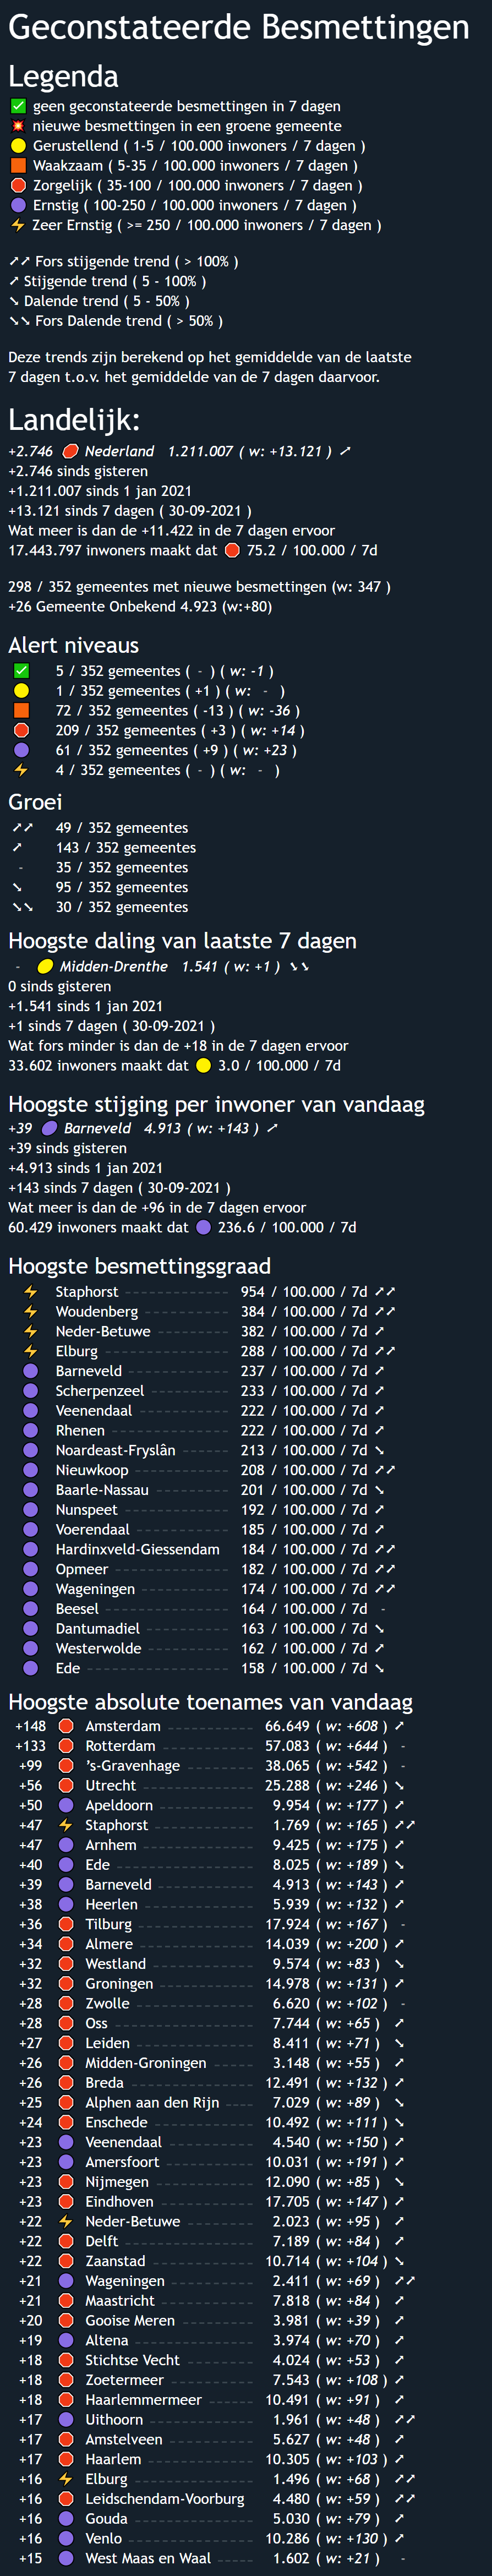 Geconstateerde Besmettingen
Legenda
✅ geen geconstateerde besmettingen in 7 dagen
💥 nieuwe besmettingen in een groene gemeente
🟡 Gerustellend ( 1-5 / 100.000 inwoners / 7 dagen )
🟧 Waakzaam ( 5-35 / 100.000 inwoners / 7 dagen )
🛑 Zorgelijk ( 35-100 / 100.000 inwoners / 7 dagen )
🟣 Ernstig ( 100-250 / 100.000 inwoners / 7 dagen )
⚡ Zeer Ernstig ( >= 250 / 100.000 inwoners / 7 dagen )
➚➚ Fors stijgende trend ( > 100% )
➚ Stijgende trend ( 5 - 100% )
➘ Dalende trend ( 5 - 50% )
➘➘ Fors Dalende trend ( > 50% )
Deze trends zijn berekend op het gemiddelde van de laatste
7 dagen t.o.v. het gemiddelde van de 7 dagen daarvoor.
Landelijk:
+2.746 🛑 Nederland 1.211.007 ( w: +13.121 ) ➚
+2.746 sinds gisteren
+1.211.007 sinds 1 jan 2021
+13.121 sinds 7 dagen ( 30-09-2021 )
Wat meer is dan de +11.422 in de 7 dagen ervoor
17.443.797 inwoners maakt dat 🛑 75.2 / 100.000 / 7d
298 / 352 gemeentes met nieuwe besmettingen (w: 347 )
+26 Gemeente Onbekend 4.923 (w:+80)
Alert niveaus
✅ 5 / 352 gemeentes ( - ) ( w: -1 )
🟡 1 / 352 gemeentes ( +1 ) ( w: - )
🟧 72 / 352 gemeentes ( -13 ) ( w: -36 )
🛑 209 / 352 gemeentes ( +3 ) ( w: +14 )
🟣 61 / 352 gemeentes ( +9 ) ( w: +23 )
⚡ 4 / 352 gemeentes ( - ) ( w: - )
Groei
➚➚ 49 / 352 gemeentes
➚ 143 / 352 gemeentes
- 35 / 352 gemeentes
➘ 95 / 352 gemeentes
➘➘ 30 / 352 gemeentes
Hoogste daling van laatste 7 dagen
- 🟡 Midden-Drenthe 1.541 ( w: +1 ) ➘➘
0 sinds gisteren
+1.541 sinds 1 jan 2021
+1 sinds 7 dagen ( 30-09-2021 )
Wat fors minder is dan de +18 in de 7 dagen ervoor
33.602 inwoners maakt dat 🟡 3.0 / 100.000 / 7d
Hoogste stijging per inwoner van vandaag
+39 🟣 Barneveld 4.913 ( w: +143 ) ➚
+39 sinds gisteren
+4.913 sinds 1 jan 2021
+143 sinds 7 dagen ( 30-09-2021 )
Wat meer is dan de +96 in de 7 dagen ervoor
60.429 inwoners maakt dat 🟣 236.6 / 100.000 / 7d
Hoogste besmettingsgraad
⚡ Staphorst 954 / 100.000 / 7d ➚➚
⚡ Woudenberg 384 / 100.000 / 7d ➚➚
⚡ Neder-Betuwe 382 / 100.000 / 7d ➚
⚡ Elburg 288 / 100.000 / 7d ➚➚
🟣 Barneveld 237 / 100.000 / 7d ➚
🟣 Scherpenzeel 233 / 100.000 / 7d ➚
🟣 Veenendaal 222 / 100.000 / 7d ➚
🟣 Rhenen 222 / 100.000 / 7d ➚
🟣 Noardeast-Fryslân 213 / 100.000 / 7d ➘
🟣 Nieuwkoop 208 / 100.000 / 7d ➚➚
🟣 Baarle-Nassau 201 / 100.000 / 7d ➘
🟣 Nunspeet 192 / 100.000 / 7d ➚
🟣 Voerendaal 185 / 100.000 / 7d ➚
🟣 Hardinxveld-Giessendam 184 / 100.000 / 7d ➚➚
🟣 Opmeer 182 / 100.000 / 7d ➚➚
🟣 Wageningen 174 / 100.000 / 7d ➚➚
🟣 Beesel 164 / 100.000 / 7d -
🟣 Dantumadiel 163 / 100.000 / 7d ➘
🟣 Westerwolde 162 / 100.000 / 7d ➚
🟣 Ede 158 / 100.000 / 7d ➘
Hoogste absolute toenames van vandaag
+148 🛑 Amsterdam 66.649 ( w: +608 ) ➚
+133 🛑 Rotterdam 57.083 ( w: +644 ) -
+99 🛑 ’s-Gravenhage 38.065 ( w: +542 ) -
+56 🛑 Utrecht 25.288 ( w: +246 ) ➘
+50 🟣 Apeldoorn 9.954 ( w: +177 ) ➚
+47 ⚡ Staphorst 1.769 ( w: +165 ) ➚➚
+47 🟣 Arnhem 9.425 ( w: +175 ) ➚
+40 🟣 Ede 8.025 ( w: +189 ) ➘
+39 🟣 Barneveld 4.913 ( w: +143 ) ➚
+38 🟣 Heerlen 5.939 ( w: +132 ) ➚
+36 🛑 Tilburg 17.924 ( w: +167 ) -
+34 🛑 Almere 14.039 ( w: +200 ) ➚
+32 🛑 Westland 9.574 ( w: +83 ) ➘
+32 🛑 Groningen 14.978 ( w: +131 ) ➚
+28 🛑 Zwolle 6.620 ( w: +102 ) -
+28 🛑 Oss 7.744 ( w: +65 ) ➚
+27 🛑 Leiden 8.411 ( w: +71 ) ➘
+26 🛑 Midden-Groningen 3.148 ( w: +55 ) ➚
+26 🛑 Breda 12.491 ( w: +132 ) ➚
+25 🛑 Alphen aan den Rijn 7.029 ( w: +89 ) ➘
+24 🛑 Enschede 10.492 ( w: +111 ) ➘
+23 🟣 Veenendaal 4.540 ( w: +150 ) ➚
+23 🟣 Amersfoort 10.031 ( w: +191 ) ➚
+23 🛑 Nijmegen 12.090 ( w: +85 ) ➘
+23 🛑 Eindhoven 17.705 ( w: +147 ) ➚
+22 ⚡ Neder-Betuwe 2.023 ( w: +95 ) ➚
+22 🛑 Delft 7.189 ( w: +84 ) ➚
+22 🛑 Zaanstad 10.714 ( w: +104 ) ➘
+21 🟣 Wageningen 2.411 ( w: +69 ) ➚➚
+21 🛑 Maastricht 7.818 ( w: +84 ) ➚
+20 🛑 Gooise Meren 3.981 ( w: +39 ) ➚
+19 🟣 Altena 3.974 ( w: +70 ) ➚
+18 🛑 Stichtse Vecht 4.024 ( w: +53 ) ➚
+18 🛑 Zoetermeer 7.543 ( w: +108 ) ➚
+18 🛑 Haarlemmermeer 10.491 ( w: +91 ) ➚
+17 🟣 Uithoorn 1.961 ( w: +48 ) ➚➚
+17 🛑 Amstelveen 5.627 ( w: +48 ) ➚
+17 🛑 Haarlem 10.305 ( w: +103 ) ➚
+16 ⚡ Elburg 1.496 ( w: +68 ) ➚➚
+16 🛑 Leidschendam-Voorburg 4.480 ( w: +59 ) ➚➚
+16 🟣 Gouda 5.030 ( w: +79 ) ➚
+16 🟣 Venlo 10.286 ( w: +130 ) ➚
+15 🟣 West Maas en Waal 1.602 ( w: +21 ) -